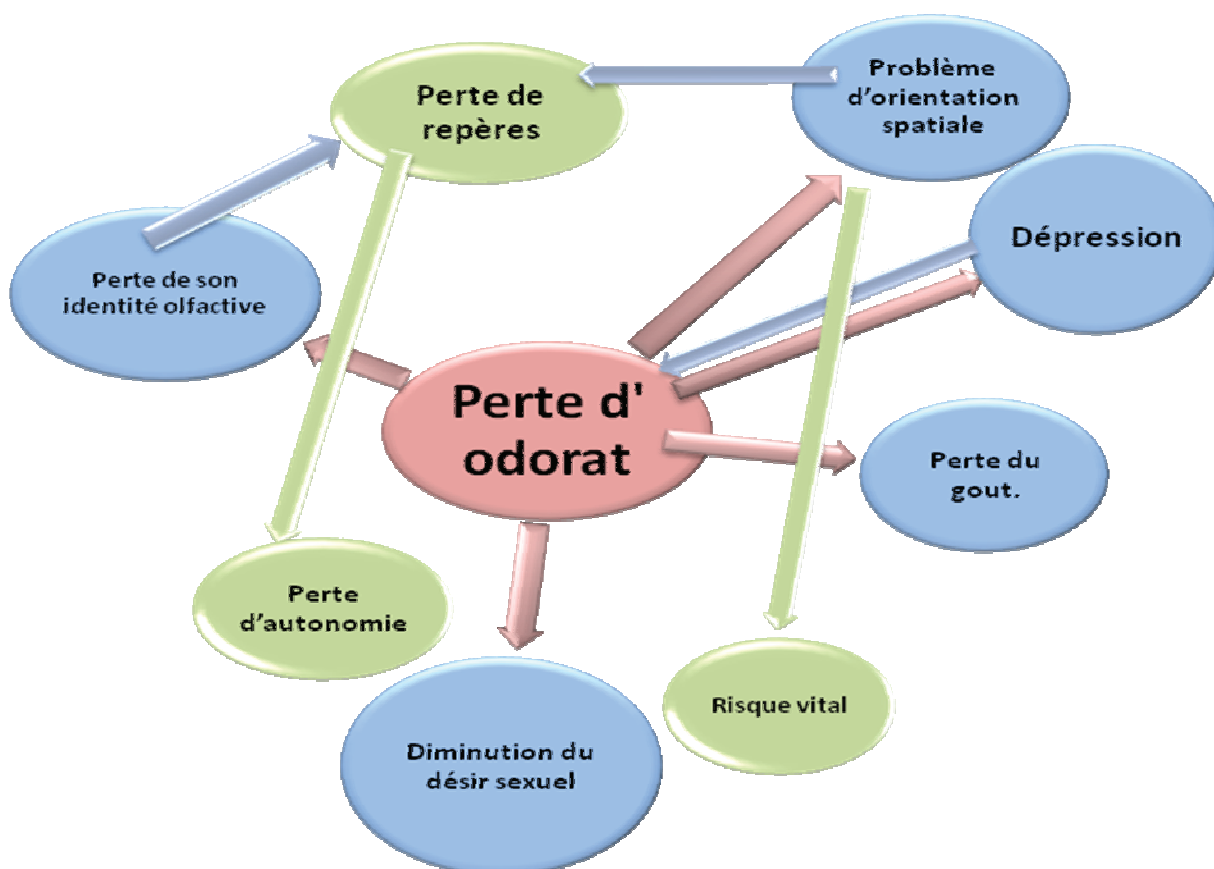 Perte de
repères
Problème
d'orientation
spatiale
Dépression
Perte de son
identité olfactive
Perte d'
odorat
Perte du
gout.
Perte
d'autonomie
Risque vital
Diminution du
désir sexuel